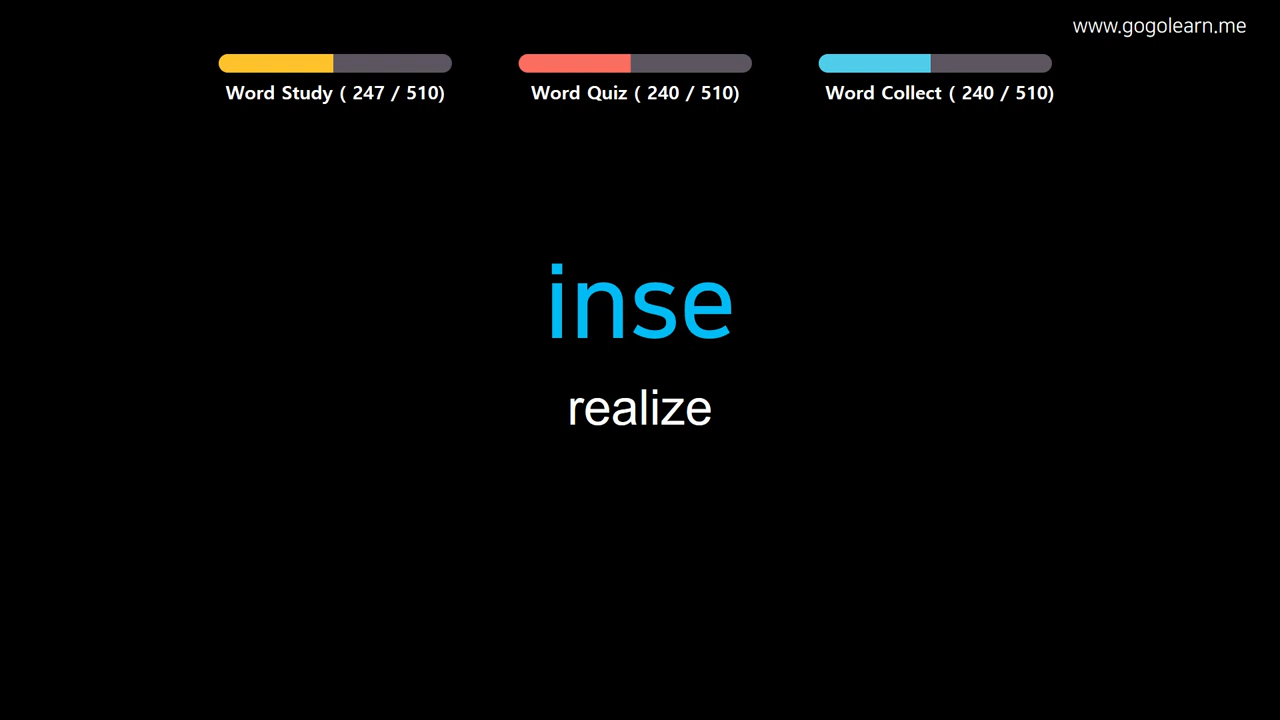 www.gogolearn.me
Word Study ( 247 / 510)
Word Quiz ( 240 / 510)
Word Collect ( 240 / 510)
inse
realize